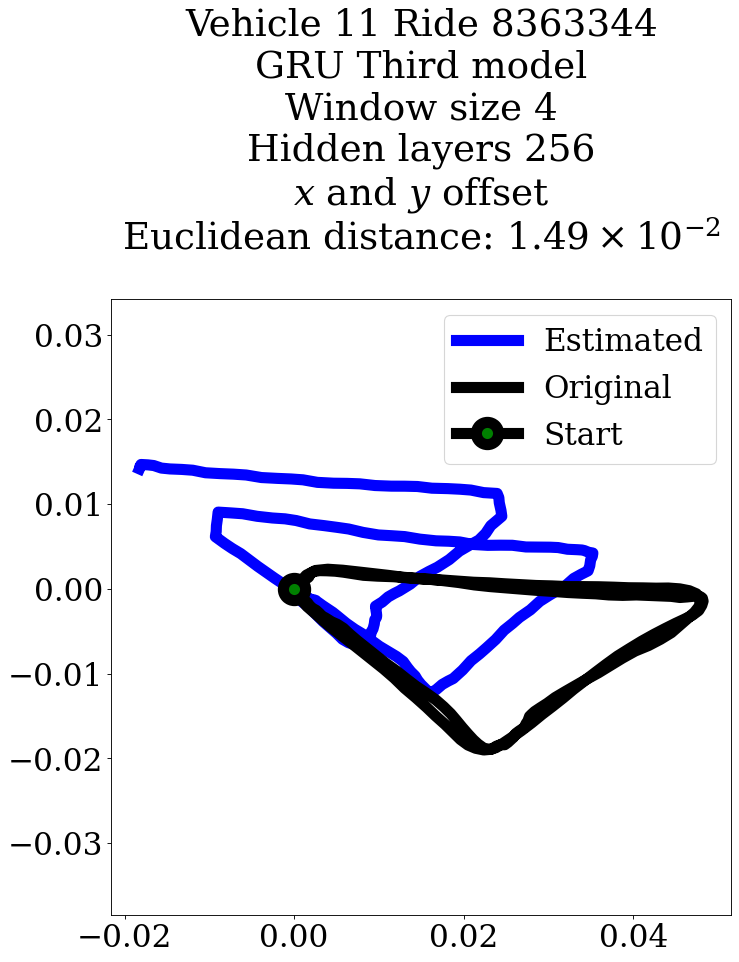 Vehicle 11 Ride 8363344
GRU Third model
Window size 4
Hidden layers 256
x and y offset
Euclidean distance: 1.49 × 10⁻²
Estimated
Original
Start
0.03
0.02
0.01
0.00
−0.01
−0.02
−0.03
−0.02 0.00 0.02 0.04